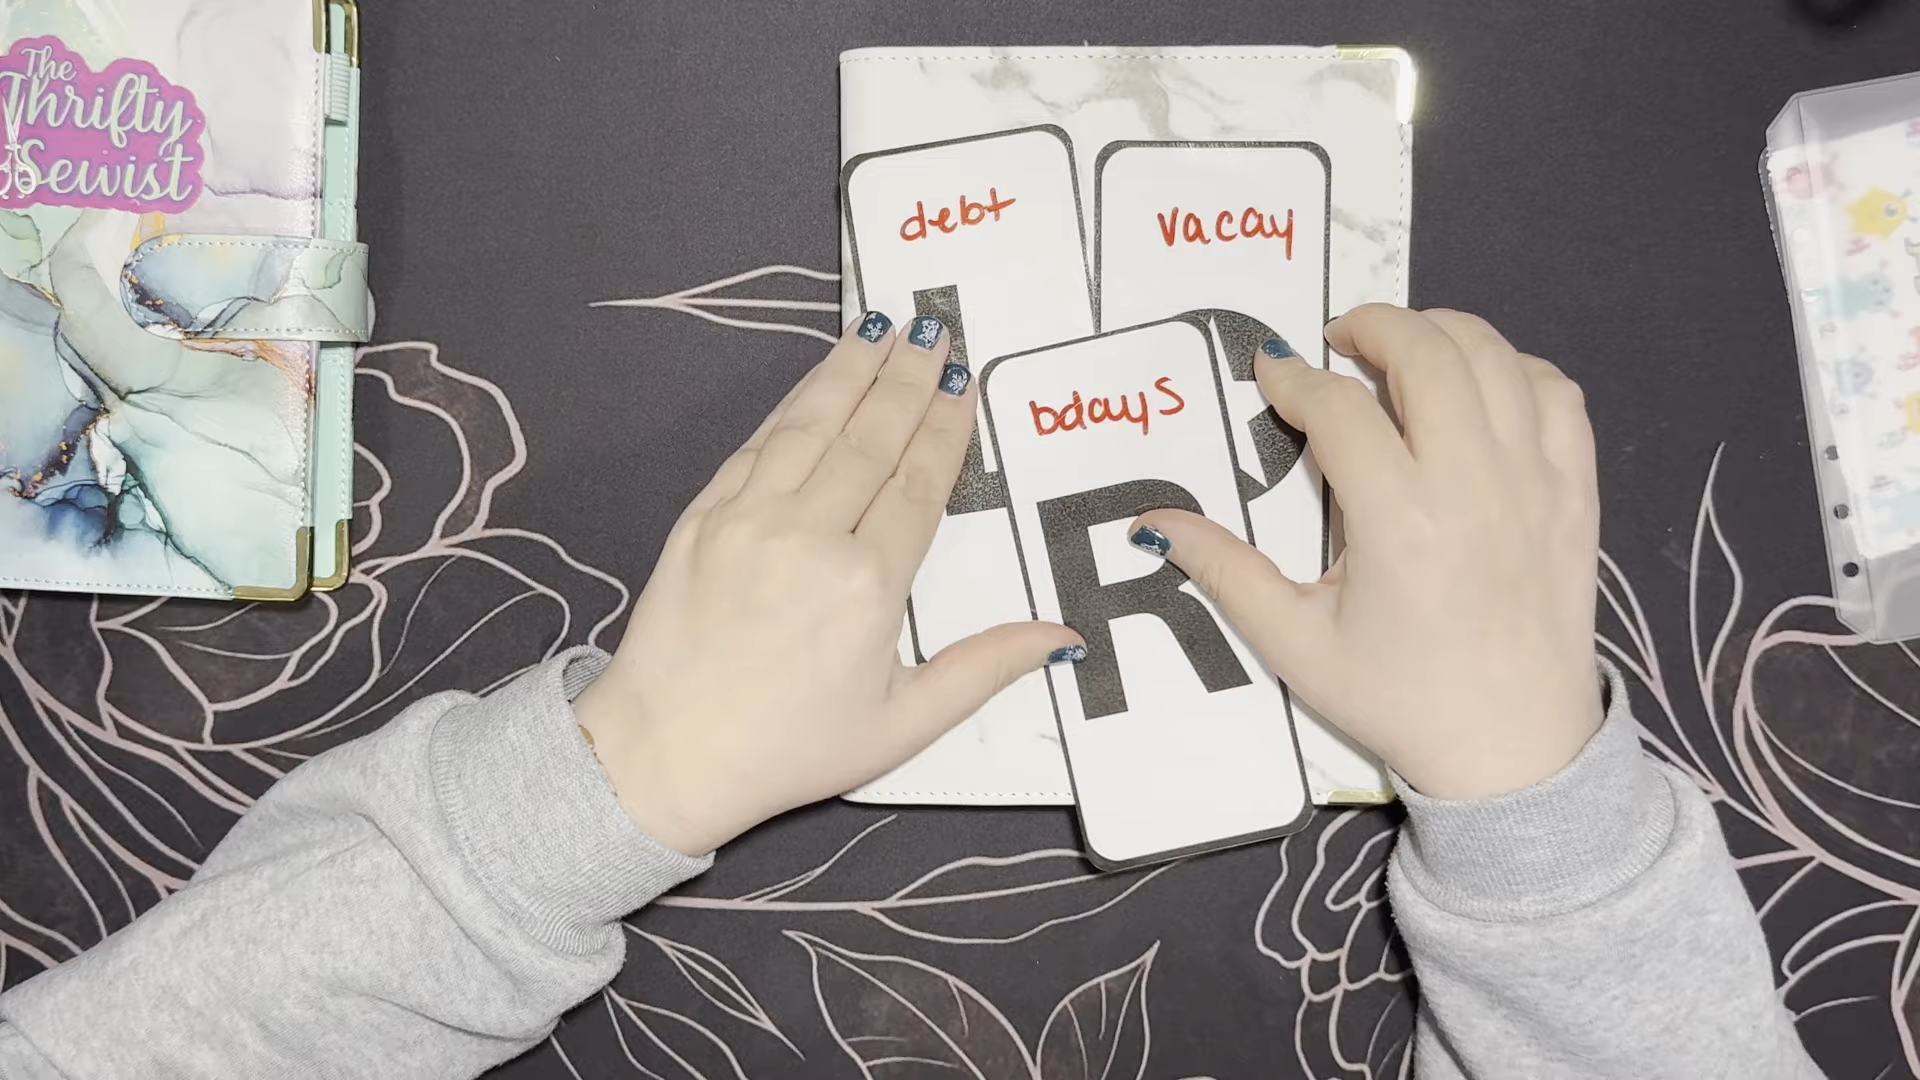 The
Thrifty
Sewist
debt
vacay
bdays
R